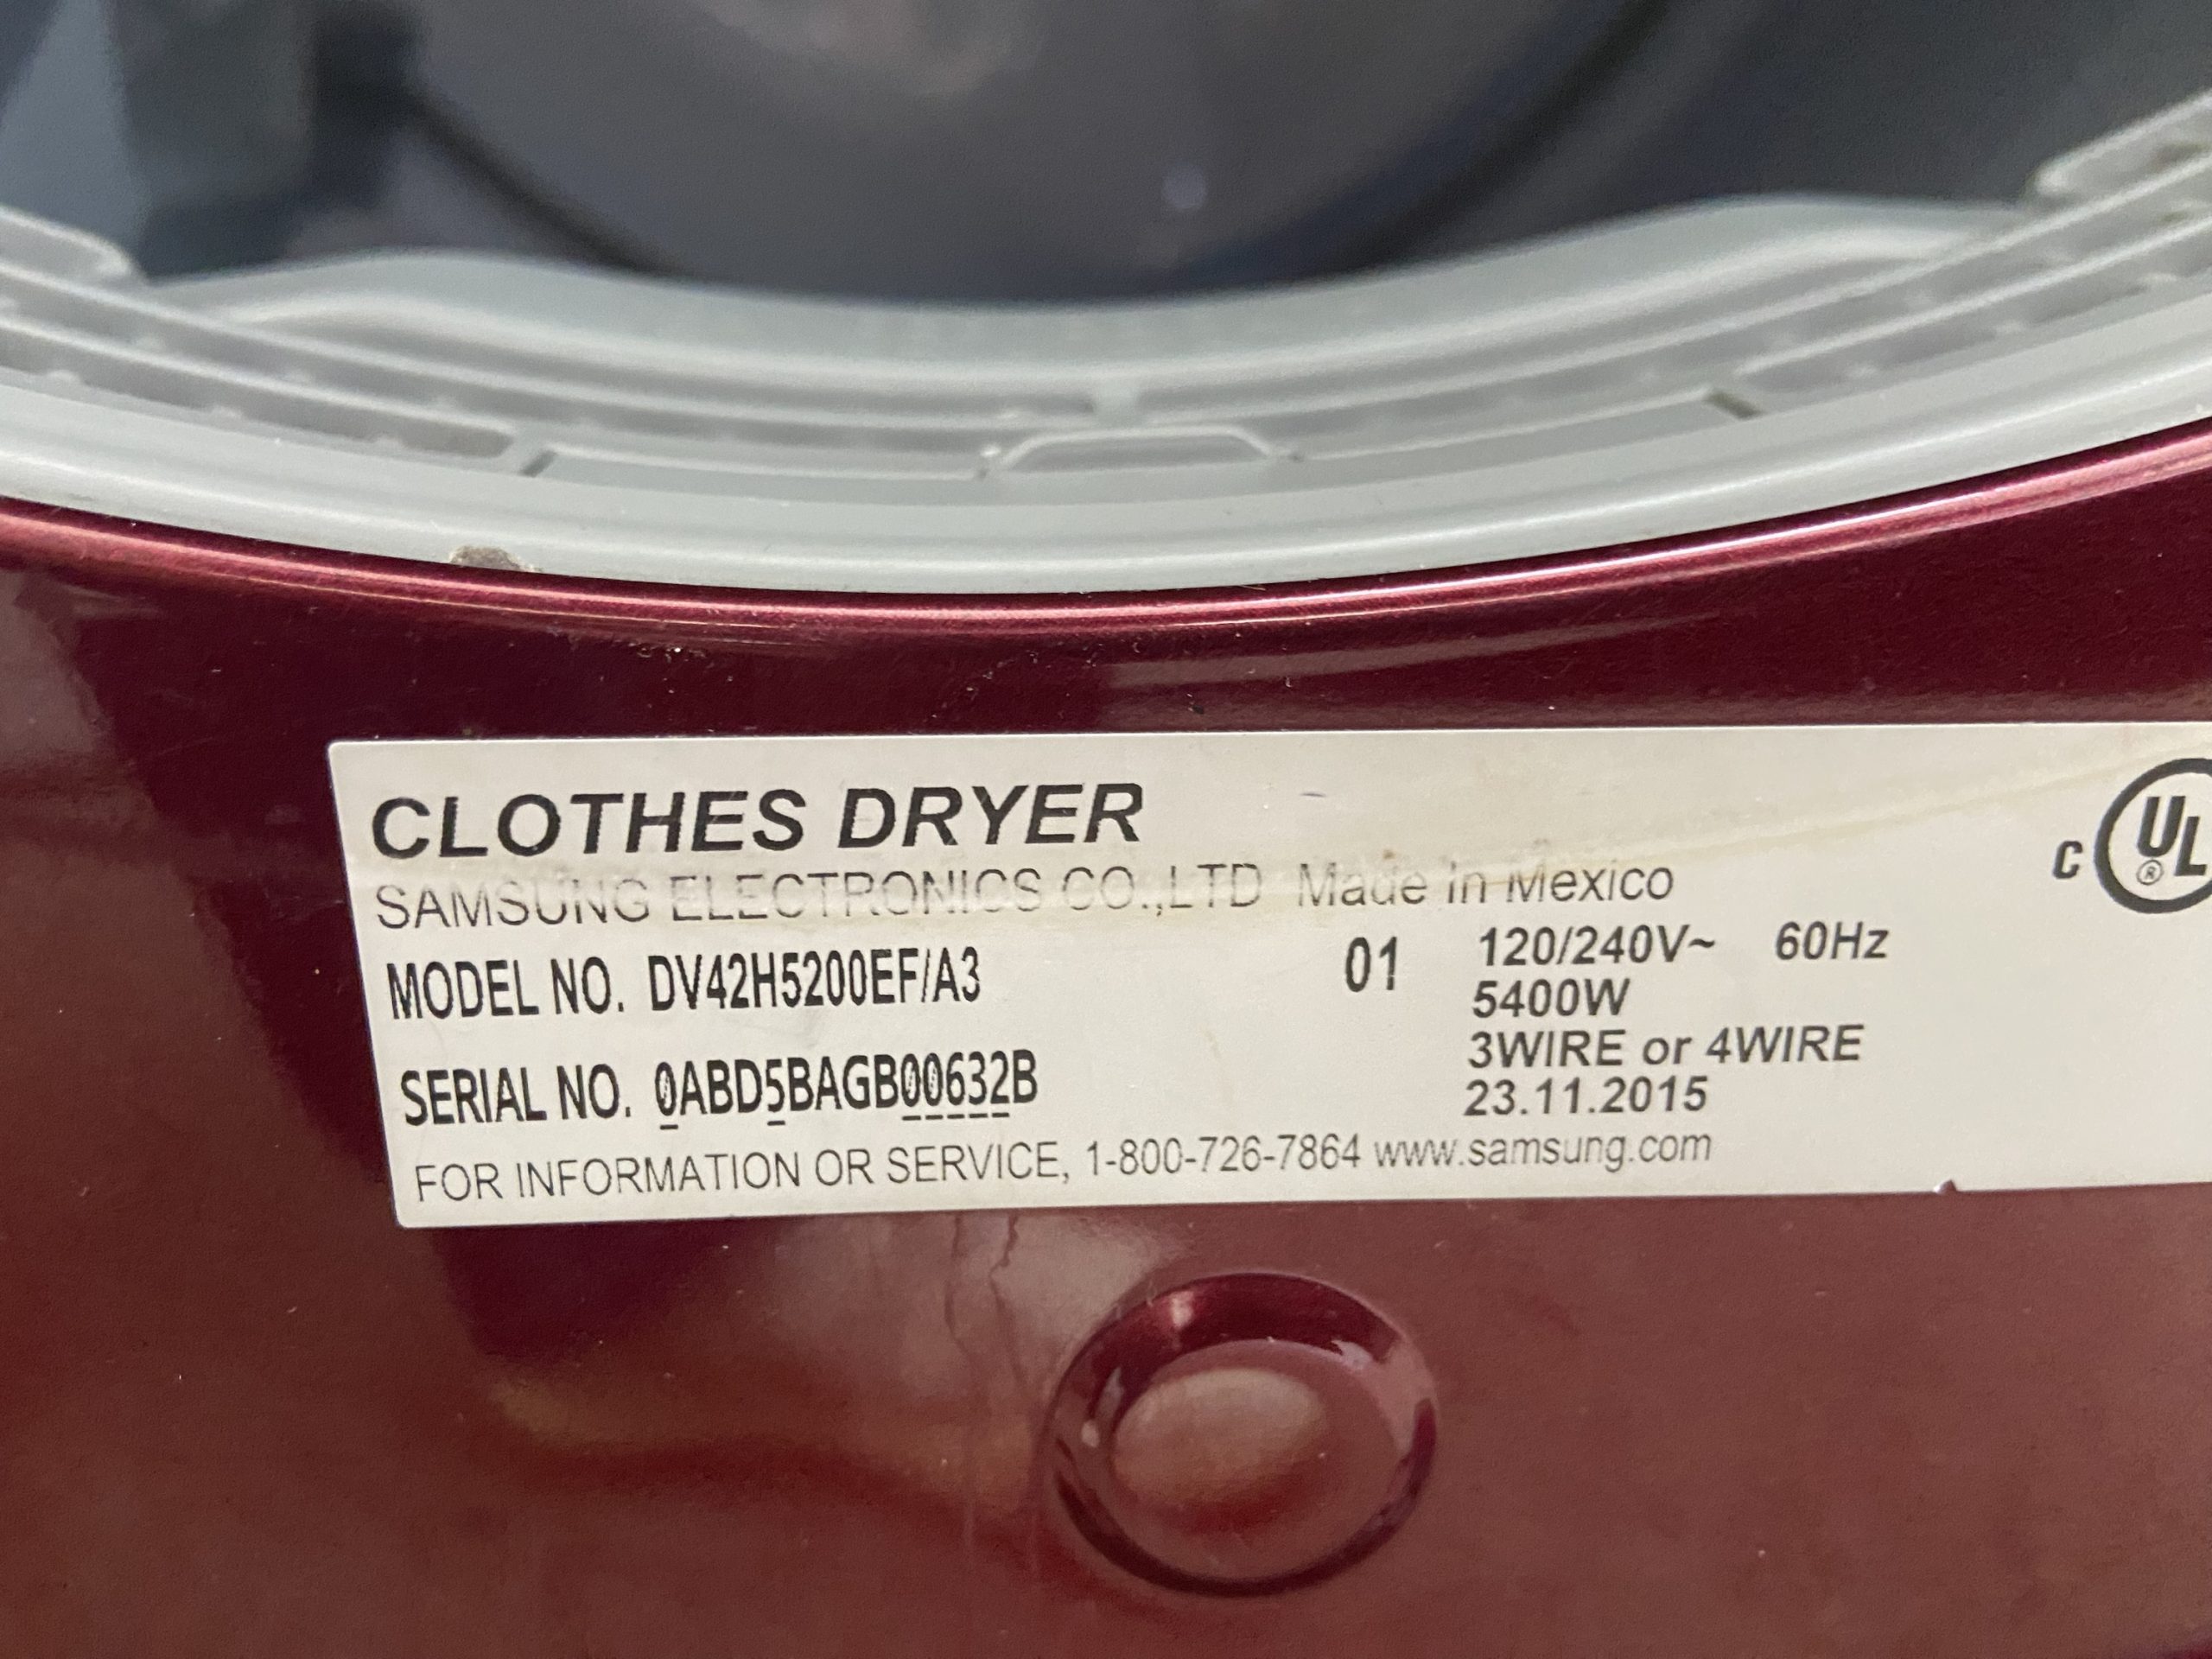 CLOTHES DRYER
SAMSUNG ELECTRONICS CO.,LTD Made in Mexico
MODEL NO. DV42H5200EF/A3 01
SERIAL NO. 0ABD5BAGB00632B
120/240V~ 60Hz
5400W
3WIRE or 4WIRE
23.11.2015
FOR INFORMATION OR SERVICE, 1-800-726-7864 www.samsung.com
C UL ®